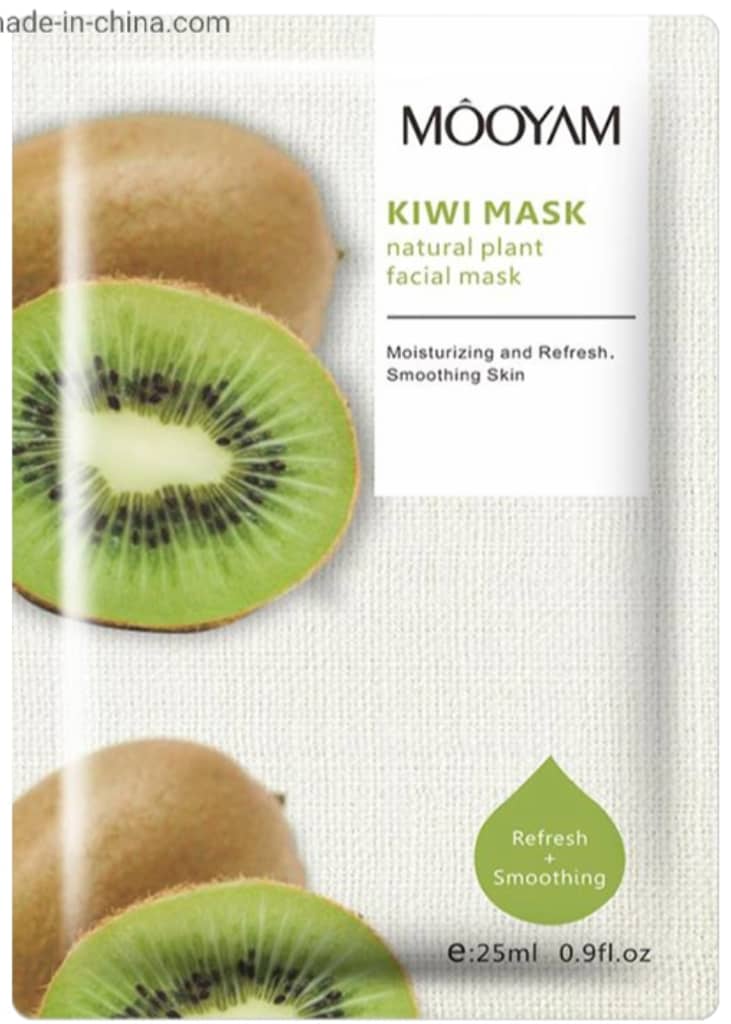 made-in-china.com
MÔOYAM
KIWI MASK
natural plant
facial mask
Moisturizing and Refresh.
Smoothing Skin
Refresh
+
Smoothing
e:25ml 0.9fl.oz